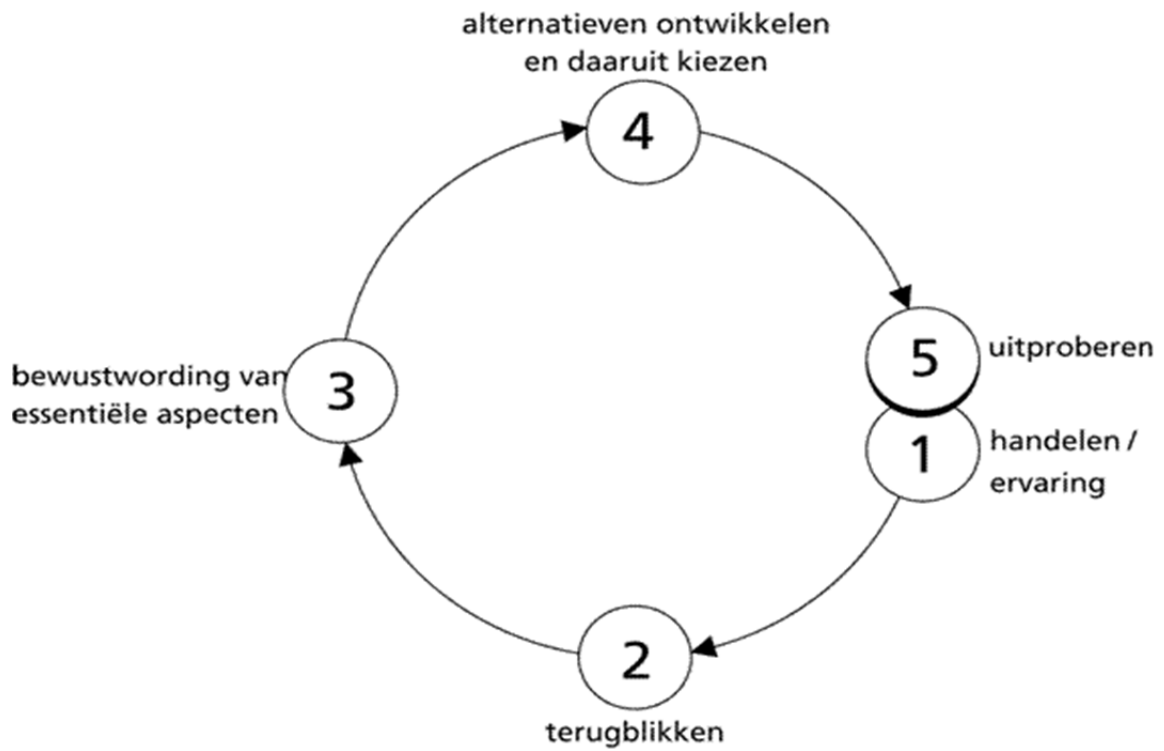 alternatieven ontwikkelen
en daaruit kiezen
4
5
uitproberen
bewustwording van
essentiële aspecten
3
1
handelen /
ervaring
2
terugblikken